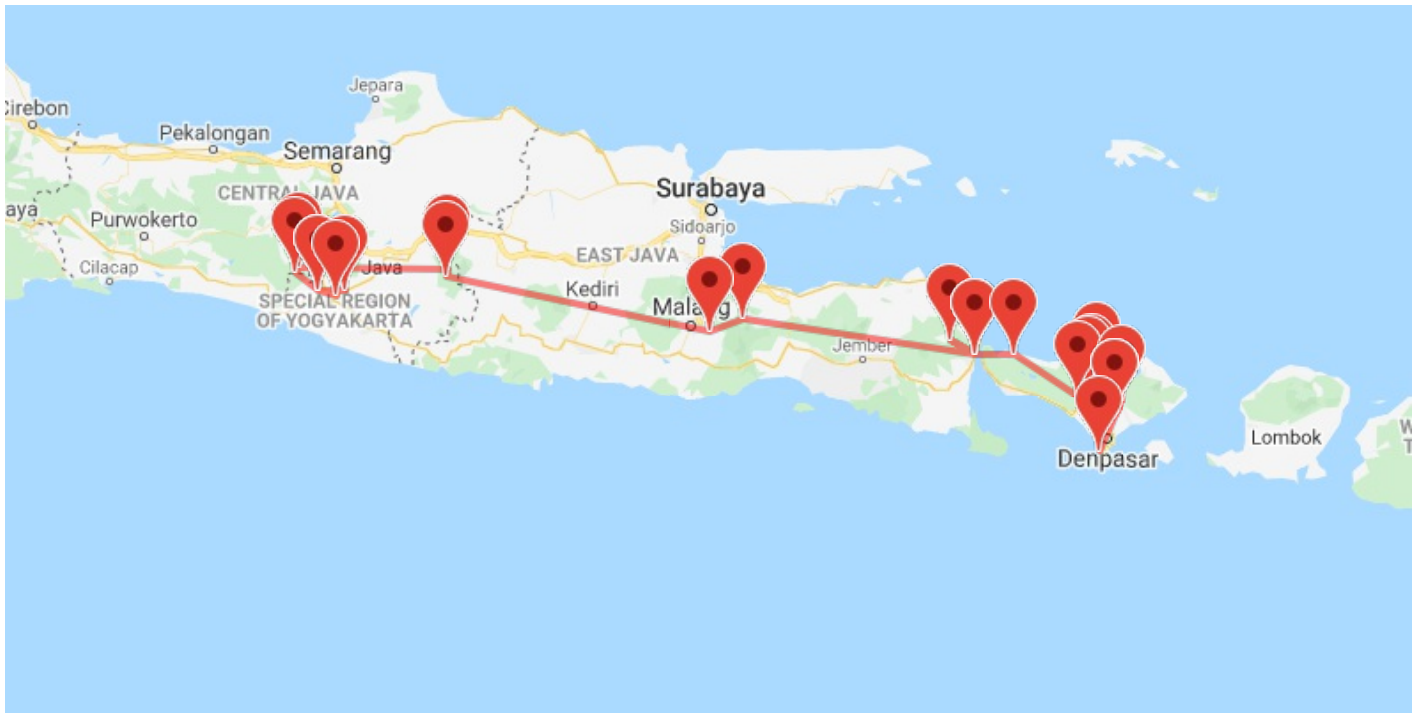 Jepara
Cirebon
Pekalongan
Semarang
CENTRAL JAVA
Surabaya
aya
Purwokerto
Sidoarjo
EAST JAVA
Cilacap
Java
Kediri
SPECIAL REGION
OF YOGYAKARTA
Malang
Jember
Lombok
W
T
Denpasar